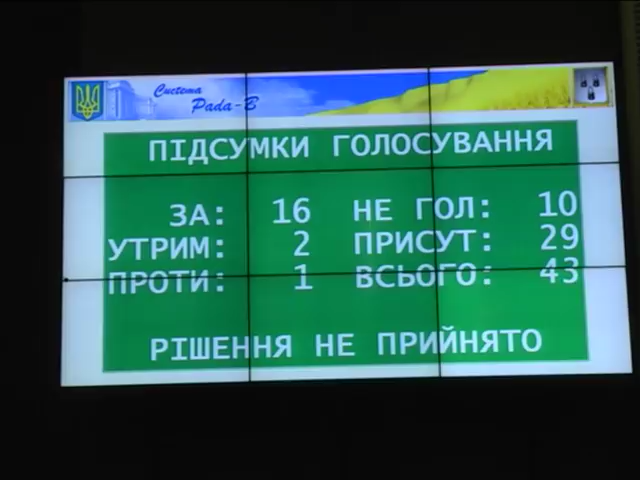 Система
Рада-В
ПІДСУМКИ ГОЛОСУВАННЯ
ЗА: 16 НЕ ГОЛ: 10
УТРИМ: 2 ПРИСУТ: 29
ПРОТИ: 1 ВСЬОГО: 43
РІШЕННЯ НЕ ПРИЙНЯТО